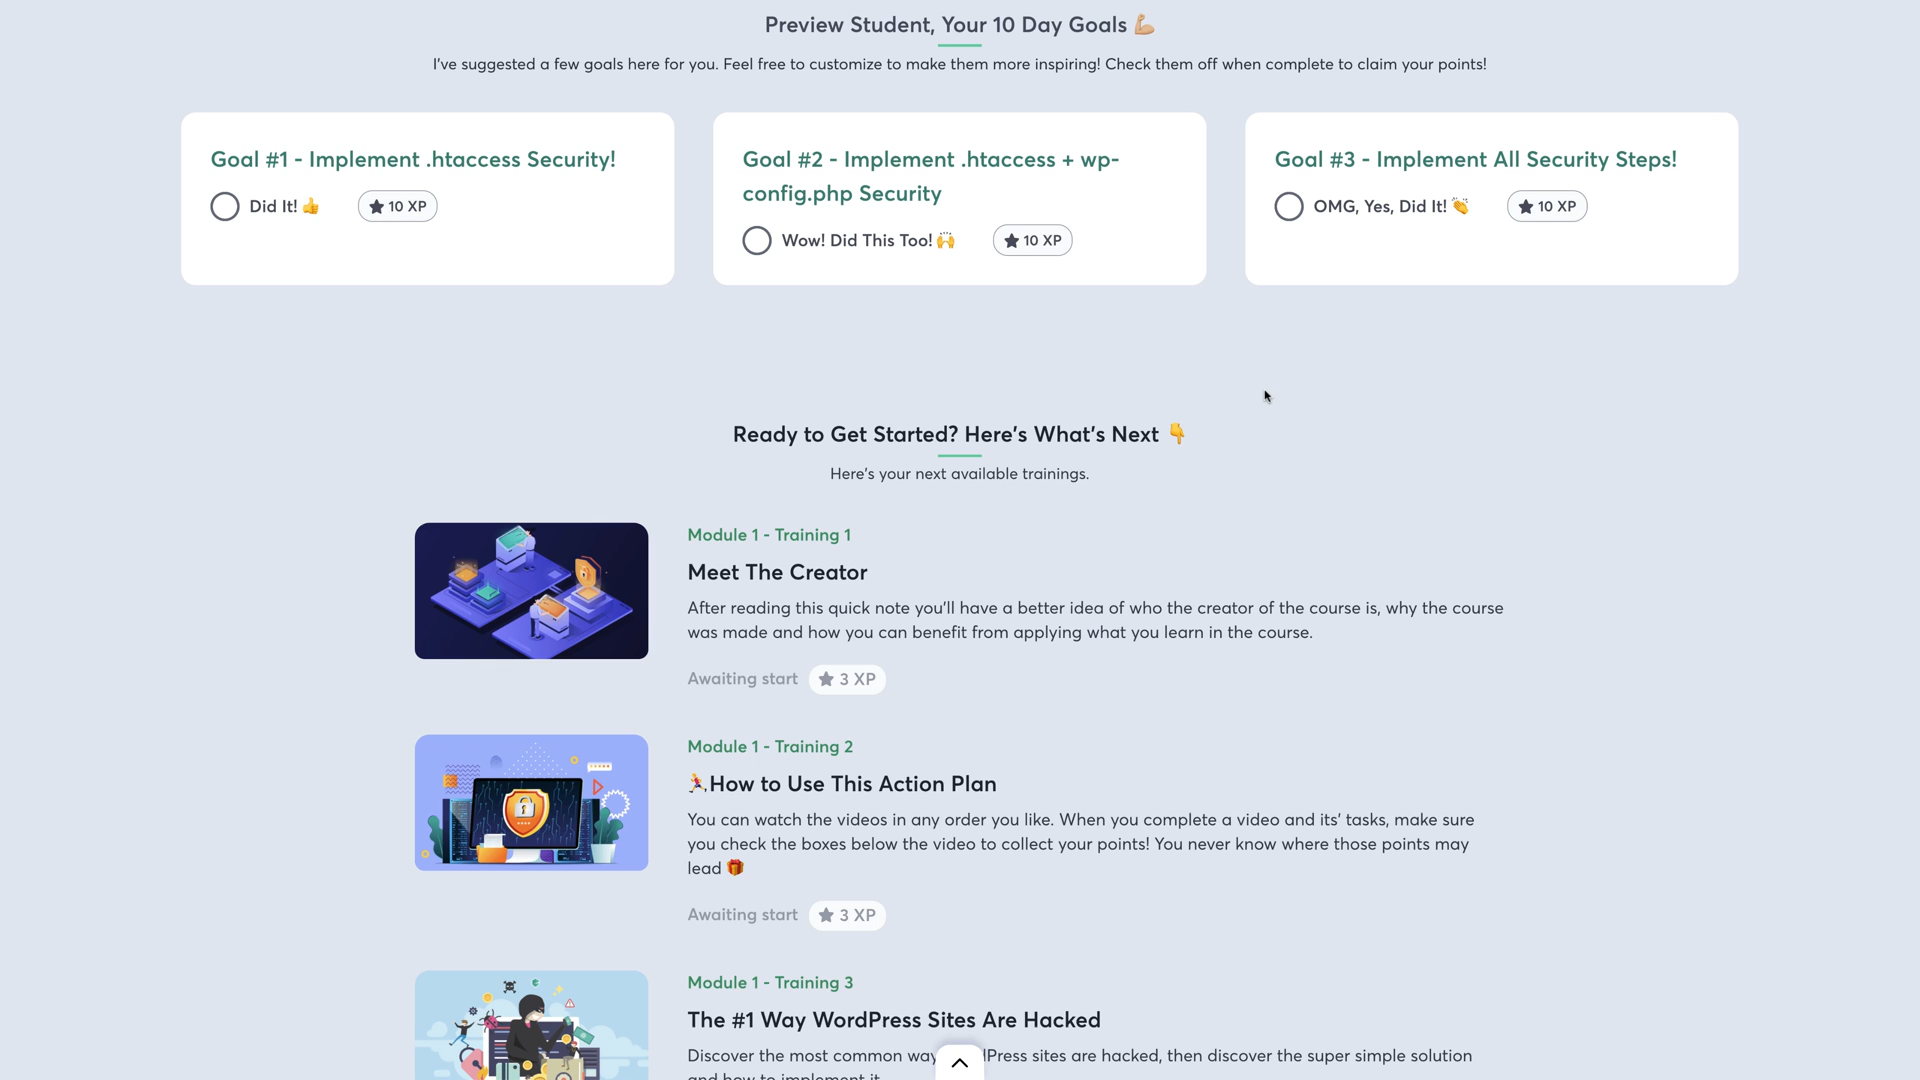 Preview Student, Your 10 Day Goals 💪🏼
I've suggested a few goals here for you. Feel free to customize to make them more inspiring! Check them off when complete to claim your points!
Goal #1 - Implement .htaccess Security!
Did It! 👍
10 XP
Goal #2 - Implement .htaccess + wp-
config.php Security
Wow! Did This Too! 🙌
10 XP
Goal #3 - Implement All Security Steps!
OMG, Yes, Did It! 👏
10 XP
Ready to Get Started? Here's What's Next 👇
Here's your next available trainings.
Module 1 - Training 1
Meet The Creator
After reading this quick note you'll have a better idea of who the creator of the course is, why the course
was made and how you can benefit from applying what you learn in the course.
Awaiting start
3 XP
Module 1 - Training 2
🏃How to Use This Action Plan
You can watch the videos in any order you like. When you complete a video and its' tasks, make sure
you check the boxes below the video to collect your points! You never know where those points may
lead 🎁
Awaiting start
3 XP
Module 1 - Training 3
The #1 Way WordPress Sites Are Hacked
Discover the most common way Press sites are hacked, then discover the super simple solution
and how to implement it.